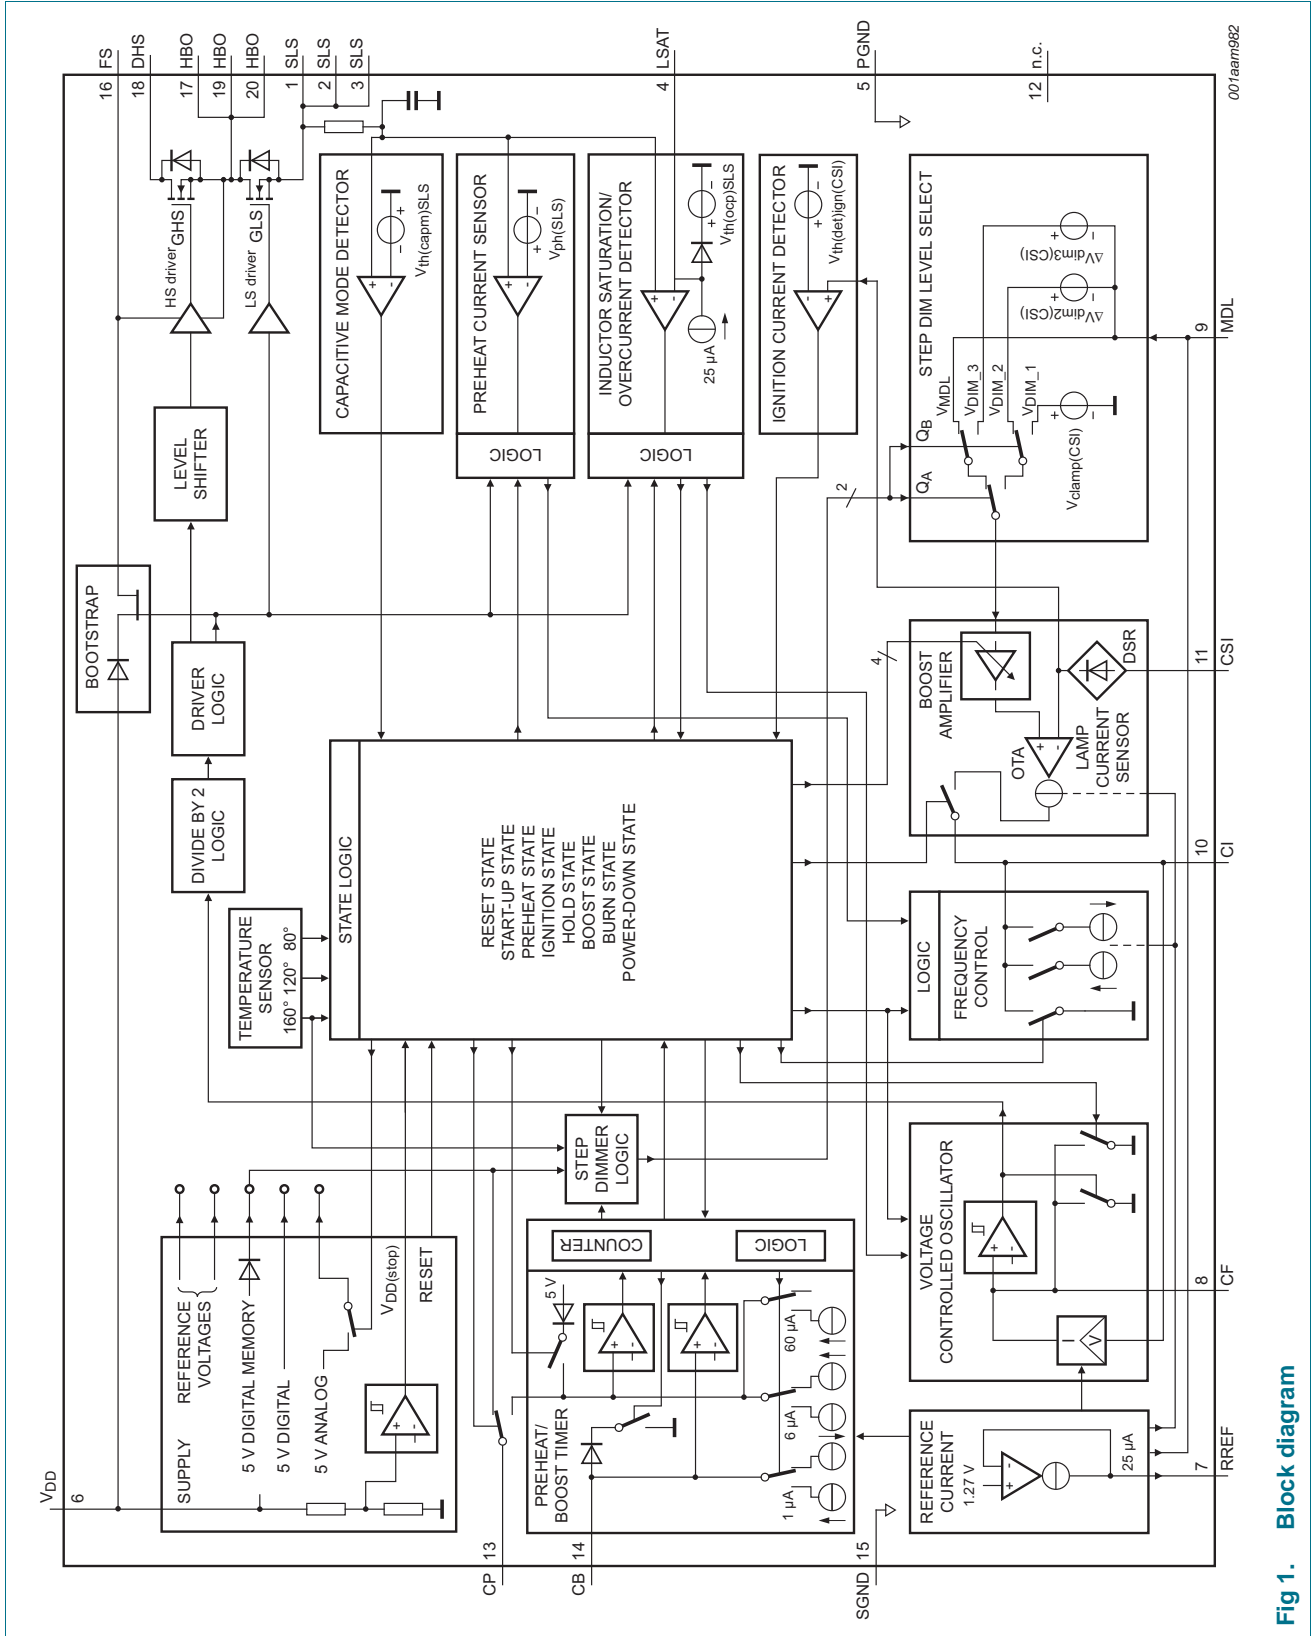 VDD
6
FS
16
DHS
18
HBO
17
HBO
19
HBO
20
SLS
1
SLS
2
SLS
3
LSAT
4
PGND
5
n.c.
12
001aam982
BOOTSTRAP
HS driver
GHS
LS driver
GLS
LEVEL
SHIFTER
DRIVER
LOGIC
DIVIDE BY 2
LOGIC
TEMPERATURE
SENSOR
160° 120° 80°
SUPPLY
REFERENCE
VOLTAGES
5 V DIGITAL MEMORY
5 V DIGITAL
5 V ANALOG
VDD(stop)
RESET
+
-
STATE LOGIC
RESET STATE
START-UP STATE
PREHEAT STATE
IGNITION STATE
HOLD STATE
BOOST STATE
BURN STATE
POWER-DOWN STATE
CAPACITIVE MODE DETECTOR
+
-
+
-
Vth(capm)SLS
LOGIC
PREHEAT CURRENT SENSOR
+
-
+
-
Vph(SLS)
LOGIC
INDUCTOR SATURATION/
OVERCURRENT DETECTOR
+
-
25 μA
+
-
Vth(ocp)SLS
IGNITION CURRENT DETECTOR
-
+
+
-
Vth(det)ign(CSI)
STEP
DIMMER
LOGIC
CP
13
CB
14
SGND
15
PREHEAT/
BOOST TIMER
5 V
COUNTER
LOGIC
+
-
+
-
1 μA
6 μA
60 μA
2
STEP DIM LEVEL SELECT
QA
QB
VMDL
VDIM_3
VDIM_2
VDIM_1
+
-
Vclamp(CSI)
+
-
ΔVdim2(CSI)
+
-
ΔVdim3(CSI)
MDL
9
4
BOOST
AMPLIFIER
OTA
+
-
LAMP
CURRENT
SENSOR
DSR
CSI
11
CI
10
LOGIC
FREQUENCY
CONTROL
VOLTAGE
CONTROLLED OSCILLATOR
+
-
I
V
CF
8
REFERENCE
CURRENT
1.27 V
+
-
25 μA
RREF
7
Fig 1. Block diagram